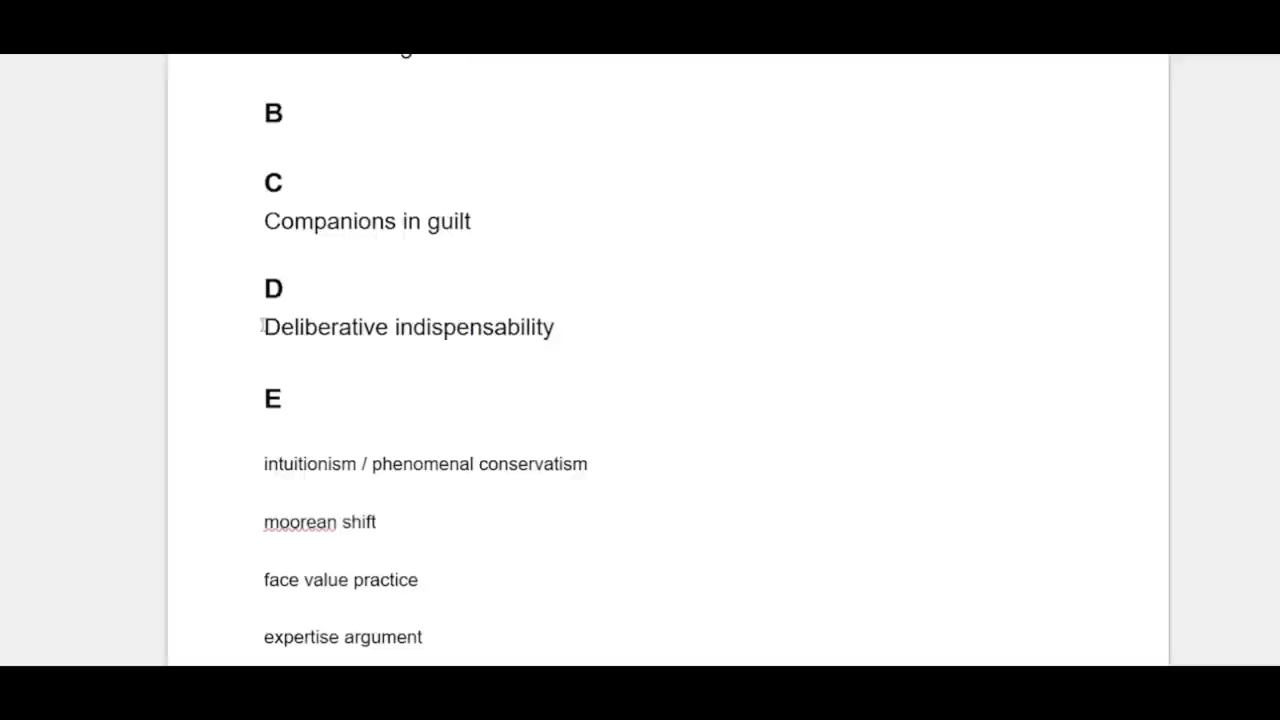 B
C
Companions in guilt
D
Deliberative indispensability
E
intuitionism / phenomenal conservatism
moorean shift
face value practice
expertise argument